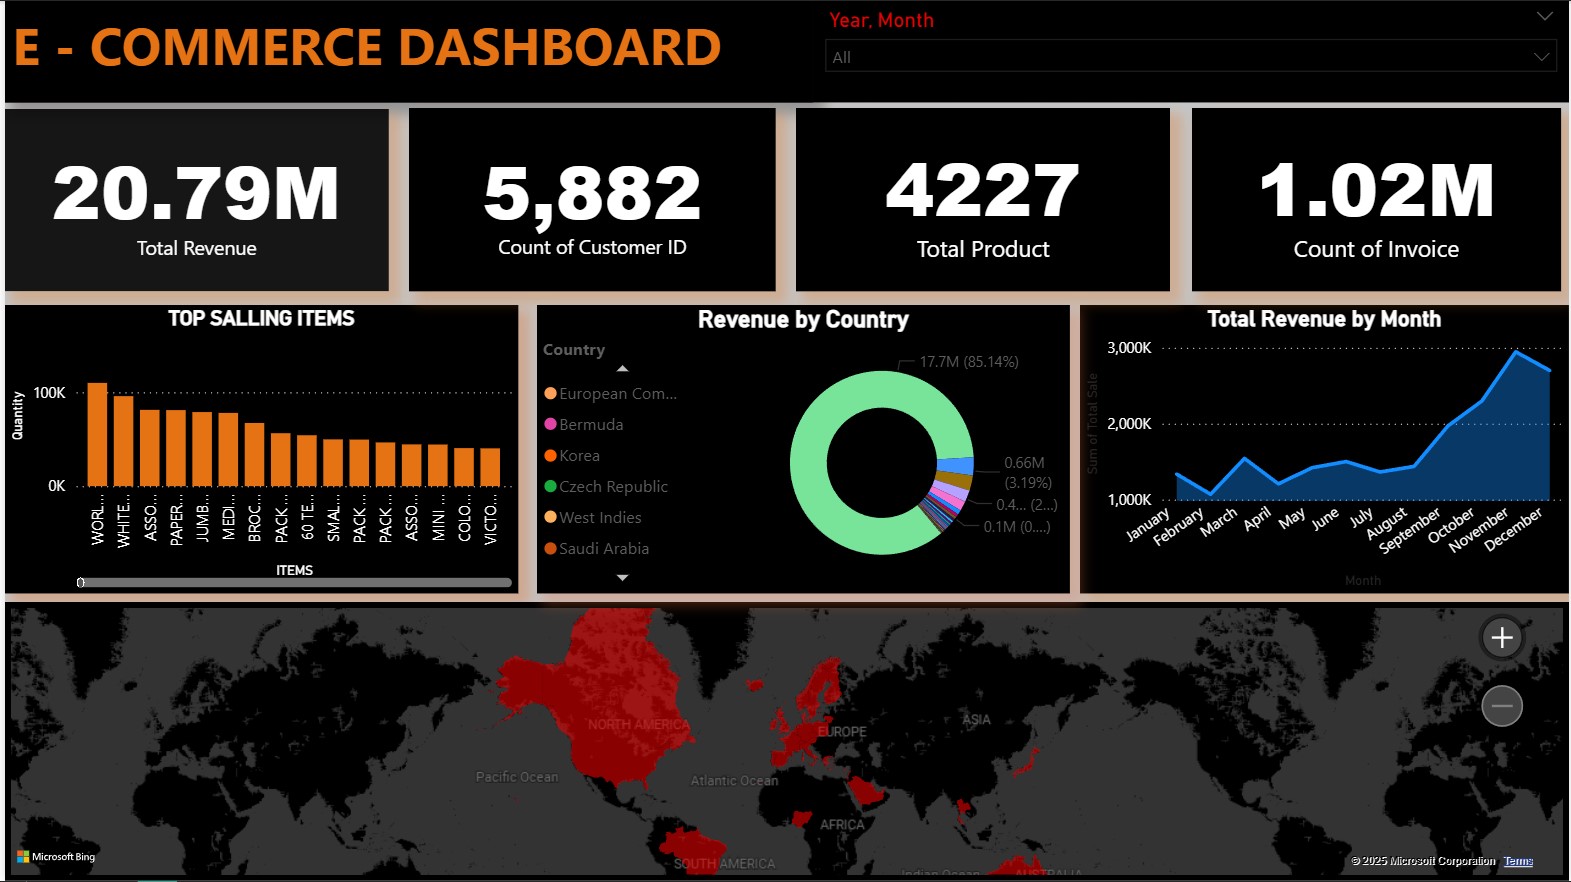 E - COMMERCE DASHBOARD
Year, Month
All
20.79M
Total Revenue
5,882
Count of Customer ID
4227
Total Product
1.02M
Count of Invoice
TOP SALLING ITEMS
Quantity
100K
0K
WORL...
WHITE...
ASSO...
PAPER...
JUMB...
MEDI...
BROC...
PACK...
60 TE...
SMAL...
PACK...
PACK...
ASSO...
MINI ...
COLO...
VICTO...
ITEMS
Revenue by Country
Country
European Com...
Bermuda
Korea
Czech Republic
West Indies
Saudi Arabia
17.7M (85.14%)
0.66M
(3.19%)
0.4... (2...)
0.1M (0....)
Total Revenue by Month
Sum of Total Sale
3,000K
2,000K
1,000K
January
February
March
April
May
June
July
August
September
October
November
December
Month
NORTH AMERICA
EUROPE
ASIA
Pacific Ocean
Atlantic Ocean
AFRICA
SOUTH AMERICA
Indian Ocean
AUSTRALIA
Microsoft Bing
© 2025 Microsoft Corporation Terms